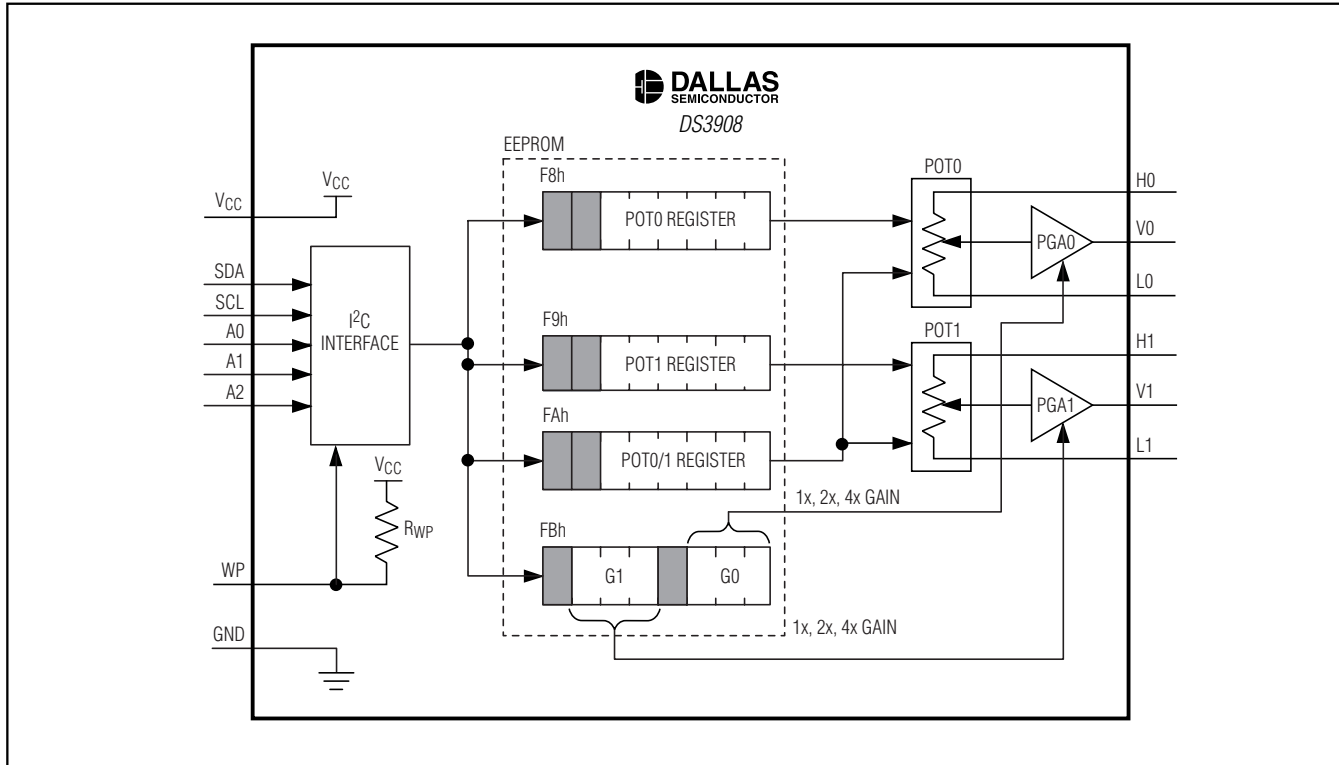 DALLAS
SEMICONDUCTOR
DS3908
EEPROM
VCC
VCC
SDA
SCL
A0
A1
A2
I2C
INTERFACE
VCC
RWP
WP
GND
F8h
POT0 REGISTER
F9h
POT1 REGISTER
FAh
POT0/1 REGISTER
FBh
G1
G0
1x, 2x, 4x GAIN
1x, 2x, 4x GAIN
POT0
PGA0
H0
V0
L0
POT1
PGA1
H1
V1
L1